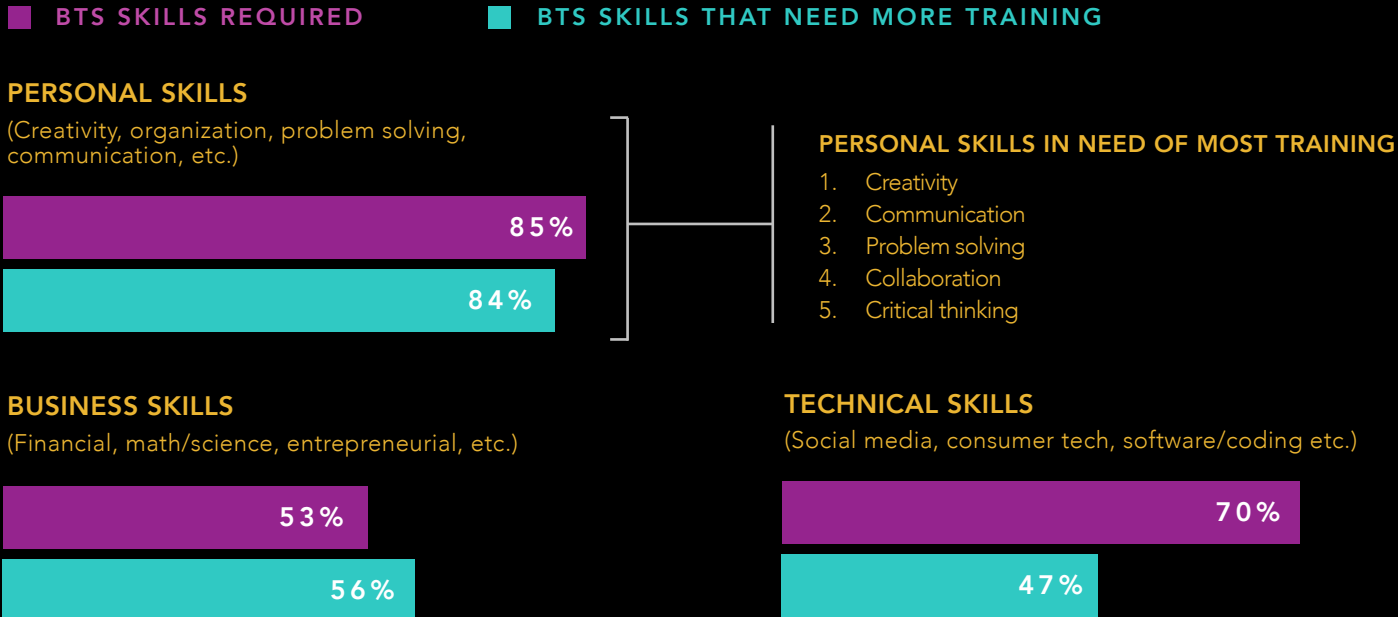 BTS SKILLS REQUIRED
BTS SKILLS THAT NEED MORE TRAINING
PERSONAL SKILLS
(Creativity, organization, problem solving,
communication, etc.)
85%
84%
PERSONAL SKILLS IN NEED OF MOST TRAINING
1. Creativity
2. Communication
3. Problem solving
4. Collaboration
5. Critical thinking
BUSINESS SKILLS
(Financial, math/science, entrepreneurial, etc.)
53%
56%
TECHNICAL SKILLS
(Social media, consumer tech, software/coding etc.)
70%
47%